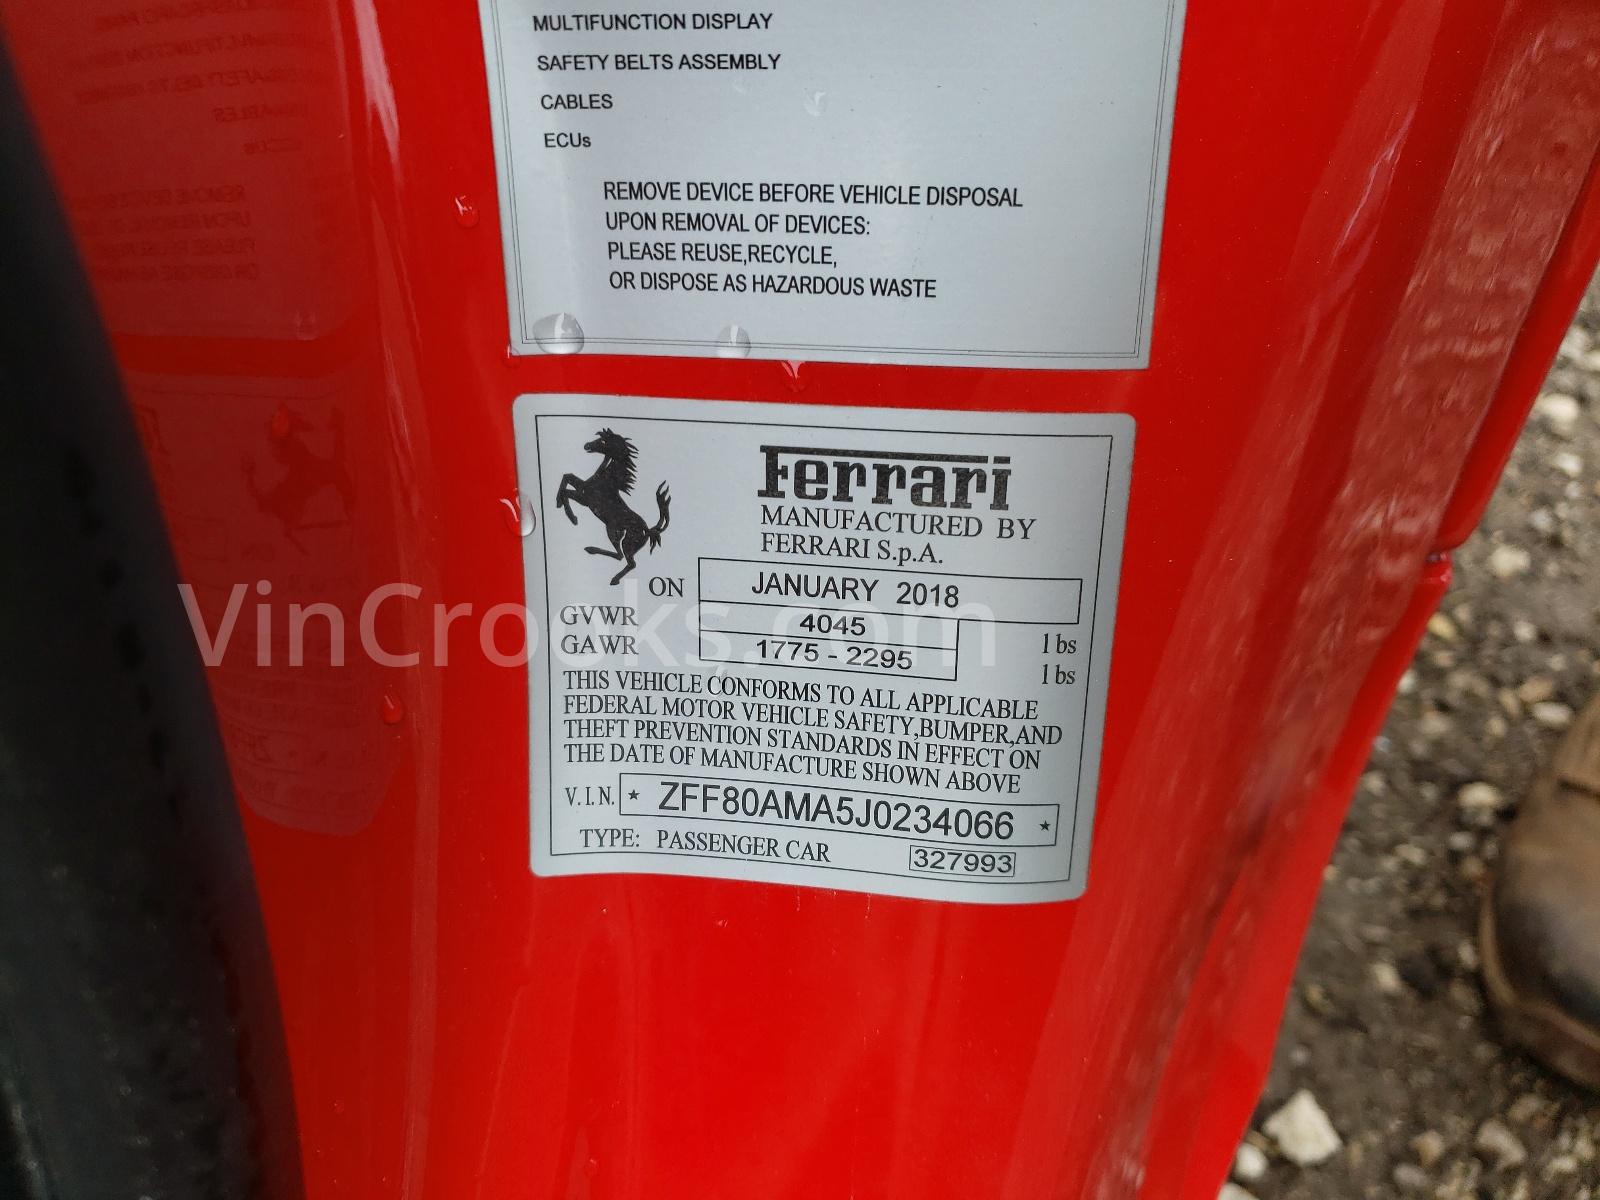 MULTIFUNCTION DISPLAY
SAFETY BELTS ASSEMBLY
CABLES
ECUs
REMOVE DEVICE BEFORE VEHICLE DISPOSAL
UPON REMOVAL OF DEVICES:
PLEASE REUSE,RECYCLE,
OR DISPOSE AS HAZARDOUS WASTE
Ferrari
MANUFACTURED BY
FERRARI S.p.A.
ON JANUARY 2018
GVWR 4045 lbs
GAWR 1775 - 2295 lbs
VinCrooks.com
THIS VEHICLE CONFORMS TO ALL APPLICABLE
FEDERAL MOTOR VEHICLE SAFETY,BUMPER,AND
THEFT PREVENTION STANDARDS IN EFFECT ON
THE DATE OF MANUFACTURE SHOWN ABOVE
V.I.N. * ZFF80AMA5J0234066 *
TYPE: PASSENGER CAR 327993